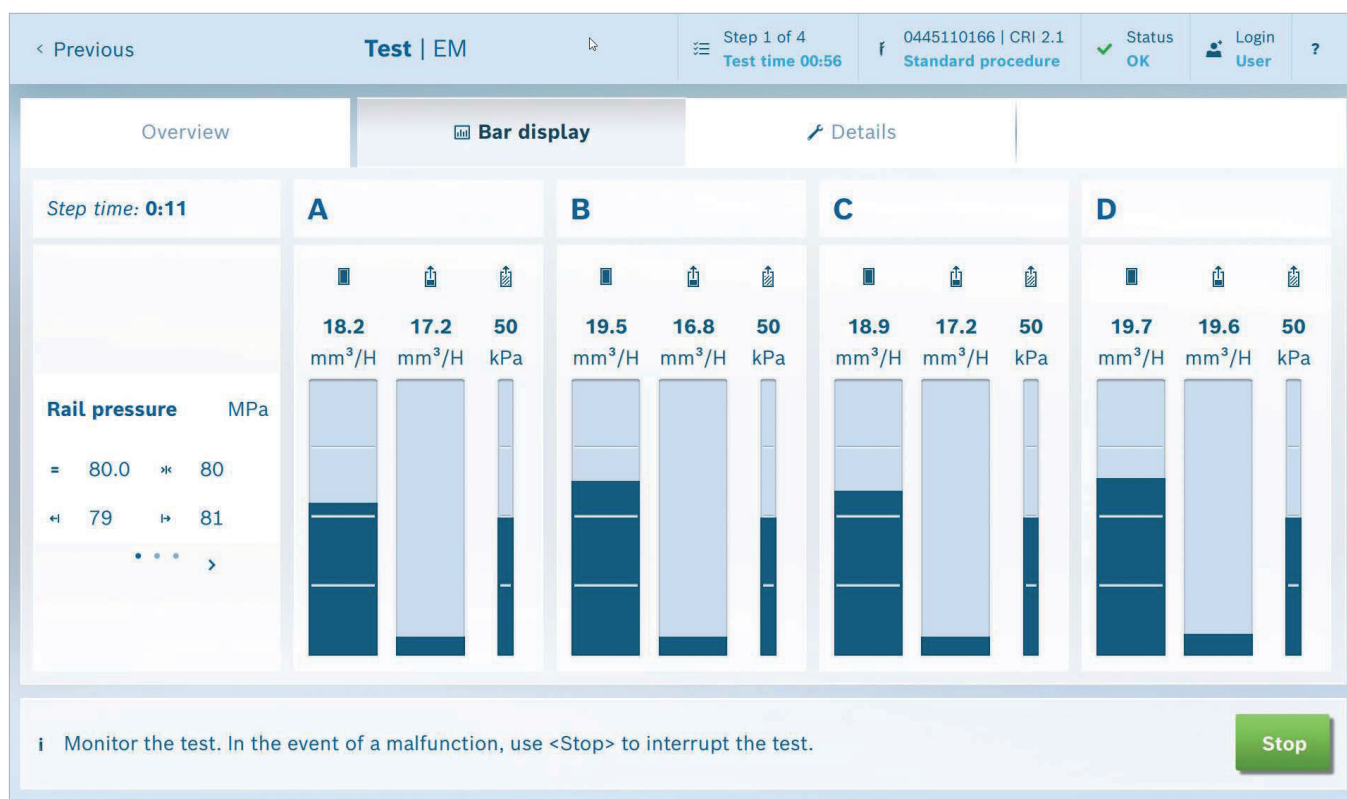 < Previous
Test | EM
Step 1 of 4
Test time 00:56
0445110166 | CRI 2.1
Standard procedure
Status
OK
Login
User
?
Overview
Bar display
Details
Step time: 0:11
A
B
C
D
18.2 17.2 50
mm³/H mm³/H kPa
19.5 16.8 50
mm³/H mm³/H kPa
18.9 17.2 50
mm³/H mm³/H kPa
19.7 19.6 50
mm³/H mm³/H kPa
Rail pressure MPa
= 80.0 80
79 81
i Monitor the test. In the event of a malfunction, use <Stop> to interrupt the test.
Stop